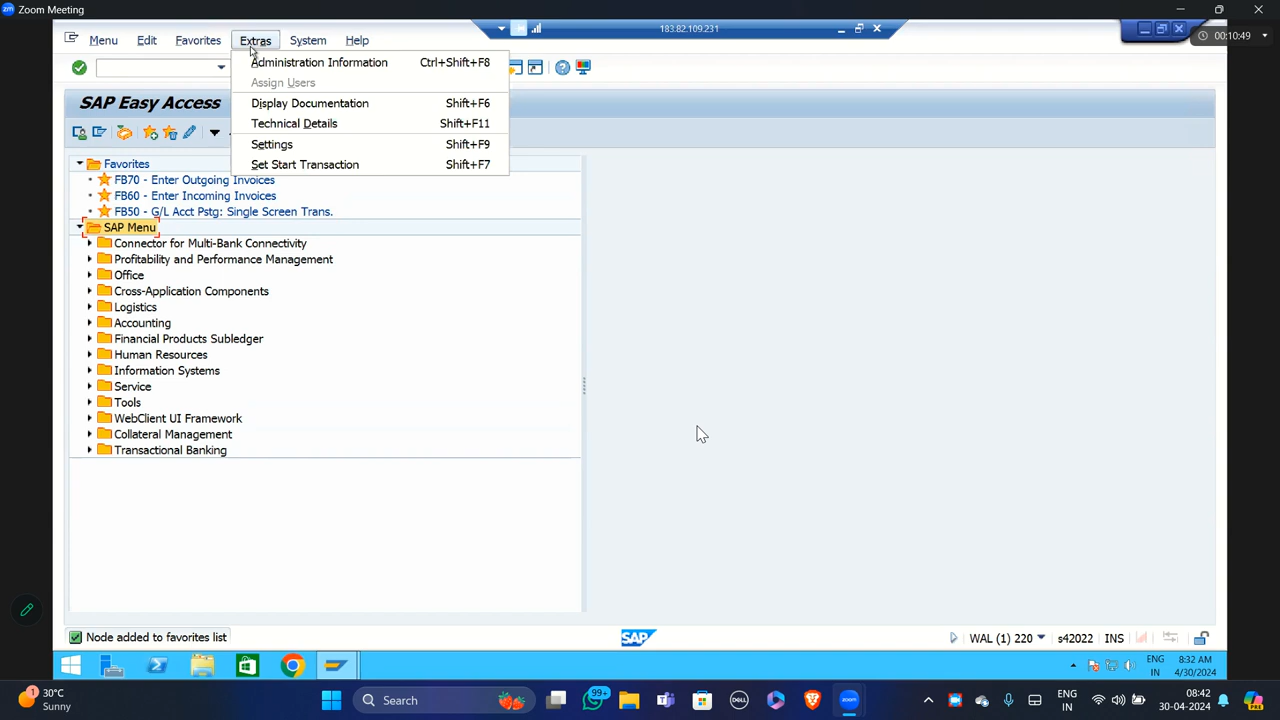 Zoom Meeting
Menu Edit Favorites Extras System Help
183.82.109.231
00:10:49
Administration Information Ctrl+Shift+F8
Assign Users
SAP Easy Access
Display Documentation Shift+F6
Technical Details Shift+F11
Settings Shift+F9
Set Start Transaction Shift+F7
Favorites
FB70 - Enter Outgoing Invoices
FB60 - Enter Incoming Invoices
FB50 - G/L Acct Pstg: Single Screen Trans.
SAP Menu
Connector for Multi-Bank Connectivity
Profitability and Performance Management
Office
Cross-Application Components
Logistics
Accounting
Financial Products Subledger
Human Resources
Information Systems
Service
Tools
WebClient UI Framework
Collateral Management
Transactional Banking
Node added to favorites list
SAP
WAL (1) 220 s42022 INS
ENG 8:32 AM
IN 4/30/2024
30°C
Sunny
1
Search
99+
DELL
ENG
IN
08:42
30-04-2024